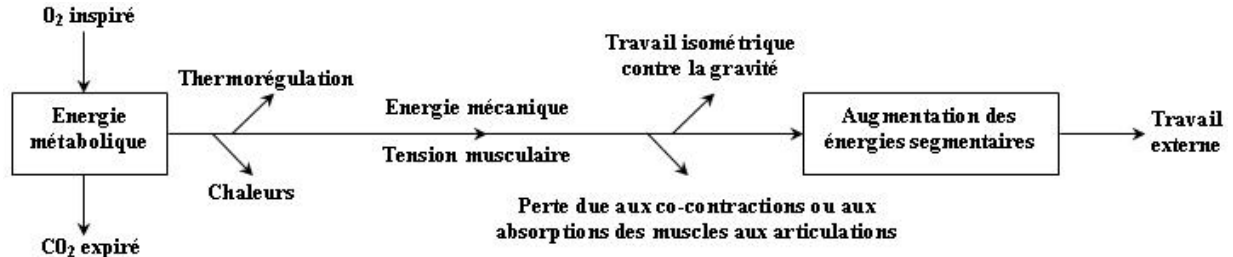 O₂ inspiré
Energie
métabolique
CO₂ expiré
Thermorégulation
Chaleurs
Energie mécanique
Tension musculaire
Travail isométrique
contre la gravité
Perte due aux co-contractions ou aux
absorptions des muscles aux articulations
Augmentation des
énergies segmentaires
Travail
externe